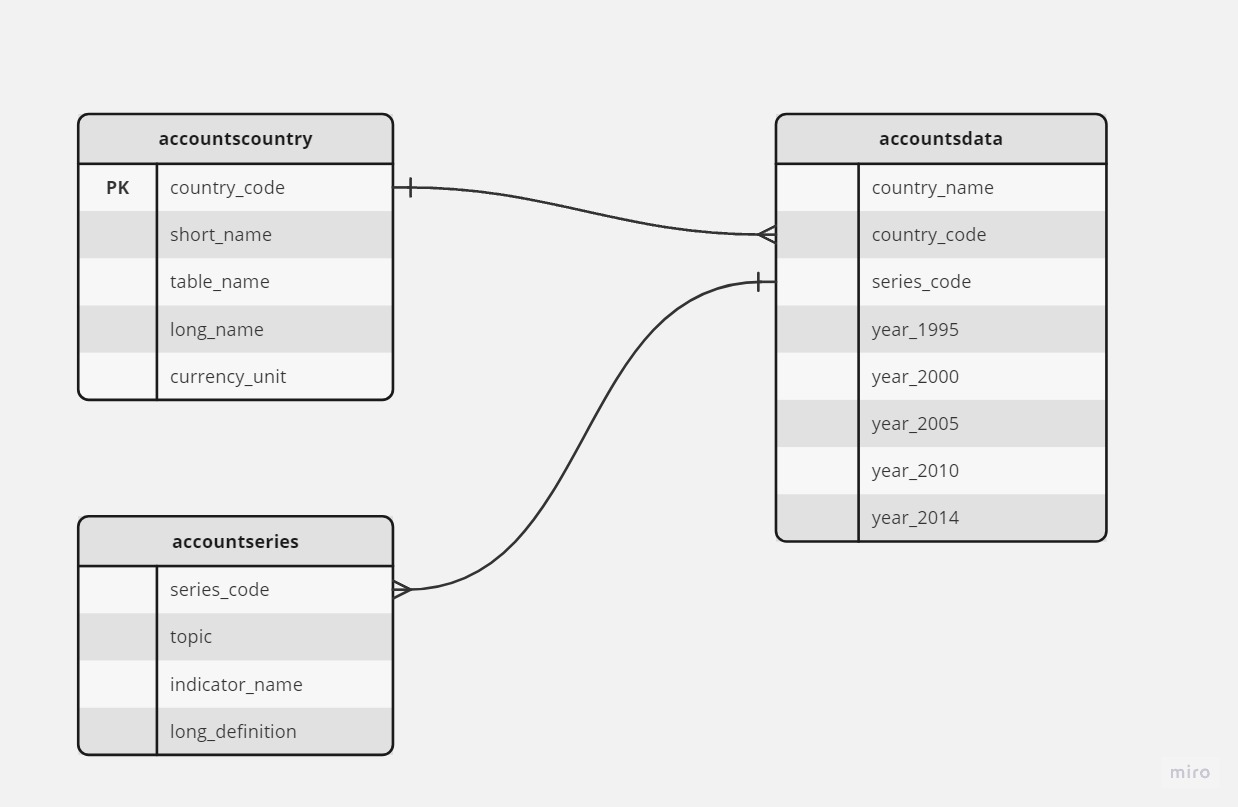 accountscountry
PK country_code
short_name
table_name
long_name
currency_unit
accountsdata
country_name
country_code
series_code
year_1995
year_2000
year_2005
year_2010
year_2014
accountseries
series_code
topic
indicator_name
long_definition
miro